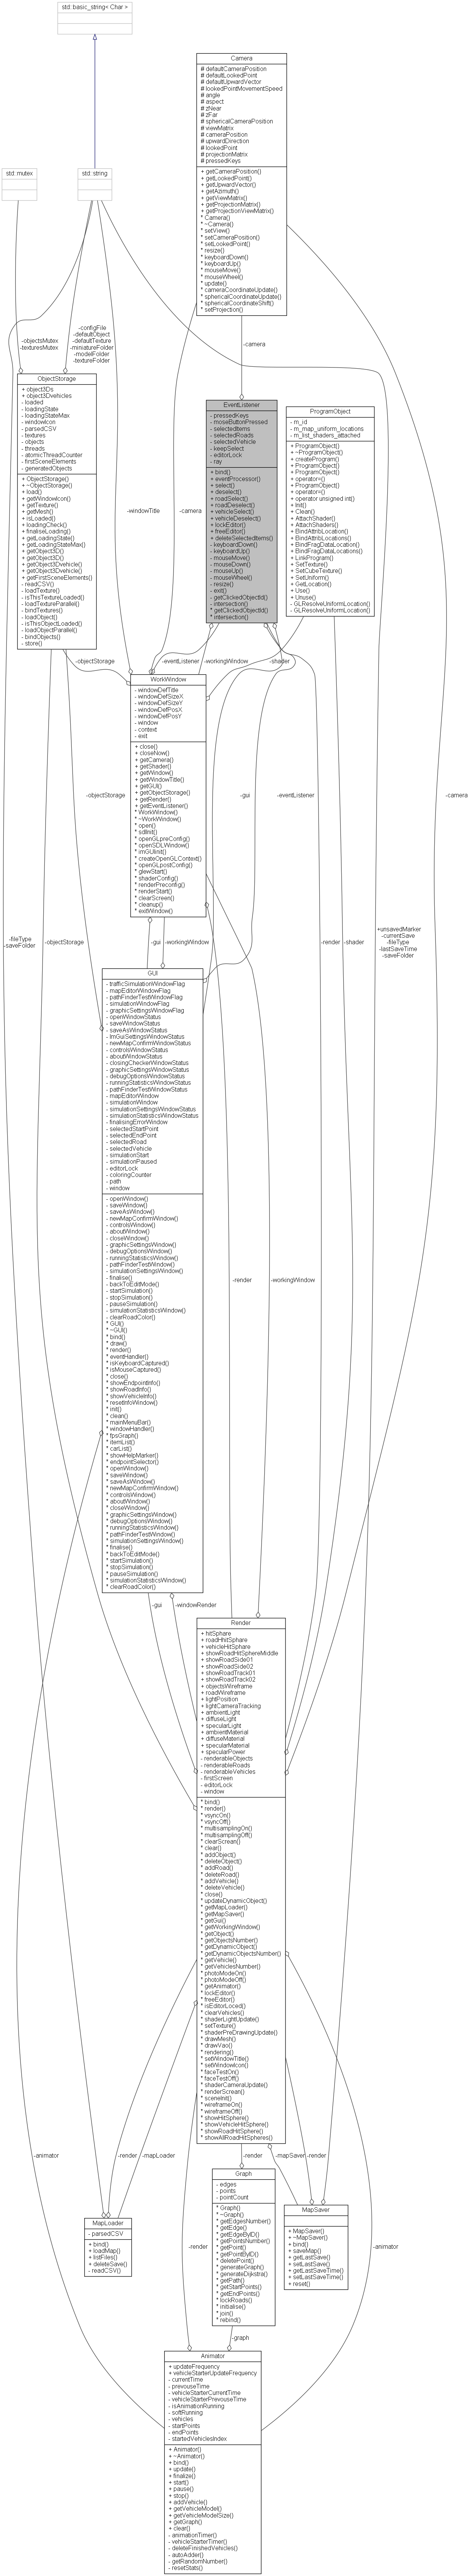 std::basic_string< Char >
Camera
# defaultCameraPosition
# defaultLookedPoint
# defaultUpwardVector
# lookedPointMovementSpeed
# angle
# aspect
# zNear
# zFar
# sphericalCameraPosition
# viewMatrix
# cameraPosition
# upwardDirection
# lookedPoint
# projectionMatrix
# pressedKeys
+ getCameraPosition()
+ getLookedPoint()
+ getUpwardVector()
+ getAzimuth()
+ getViewMatrix()
+ getProjectionMatrix()
+ getProjectionViewMatrix()
* Camera()
* ~Camera()
* setView()
* setCameraPosition()
* setLookedPoint()
* resize()
* keyboardDown()
* keyboardUp()
* mouseMove()
* mouseWheel()
* update()
* cameraCoordinateUpdate()
* sphericalCoordinateUpdate()
* sphericalCoordinateShift()
* setProjection()
std::mutex
std::string
-objectsMutex
-texturesMutex
-configFile
-defaultObject
-defaultTexture
-miniatureFolder
-modelFolder
-textureFolder
-camera
ObjectStorage
+ object3Ds
+ object3Dvehicles
- loaded
- loadingState
- loadingStateMax
- windowIcon
- parsedCSV
- textures
- objects
- threads
- atomicThreadCounter
- firstSceneElements
- generatedObjects
+ ObjectStorage()
+ ~ObjectStorage()
+ load()
+ getWindowIcon()
+ getTexture()
+ getMesh()
+ isLoaded()
+ loadingCheck()
+ finaliseLoading()
+ getLoadingState()
+ getLoadingStateMax()
+ getObject3D()
+ getObject3D()
+ getObject3Dvehicle()
+ getObject3Dvehicle()
+ getFirstSceneElements()
- readCSV()
- loadTexture()
- isThisTextureLoaded()
- loadTextureParallel()
- bindTextures()
- loadObject()
- isThisObjectLoaded()
- loadObjectParallel()
- bindObjects()
- store()
EventListener
- pressedKeys
- moseButtonPressed
- selectedItems
- selectedRoads
- selectedVehicle
- keepSelect
- editorLock
- ray
+ bind()
+ eventProcessor()
+ select()
+ deselect()
+ roadSelect()
+ roadDeselect()
+ vehicleSelect()
+ vehicleDeselect()
+ lockEditor()
+ freeEditor()
+ deleteSelectedItems()
- keyboardDown()
- keyboardUp()
- mouseMove()
- mouseDown()
- mouseUp()
- mouseWheel()
- resize()
- exit()
- getClickedObjectId()
- intersection()
* getClickedObjectId()
* intersection()
ProgramObject
- m_id
- m_map_uniform_locations
- m_list_shaders_attached
+ ProgramObject()
+ ~ProgramObject()
+ createProgram()
+ ProgramObject()
+ ProgramObject()
+ operator=()
+ ProgramObject()
+ operator=()
+ operator unsigned int()
+ Init()
+ Clean()
+ AttachShader()
+ AttachShaders()
+ BindAttribLocation()
+ BindAttribLocations()
+ BindFragDataLocation()
+ BindFragDataLocations()
+ LinkProgram()
+ SetTexture()
+ SetCubeTexture()
+ SetUniform()
+ GetLocation()
+ Use()
+ Unuse()
- GLResolveUniformLocation()
- GLResolveUniformLocation()
-windowTitle
-camera
-objectStorage
-eventListener
-workingWindow
-shader
WorkWindow
- windowDefTitle
- windowDefSizeX
- windowDefSizeY
- windowDefPosX
- windowDefPosY
- window
- context
- exit
+ close()
+ closeNow()
+ getCamera()
+ getShader()
+ getWindow()
+ getWindowTitle()
+ getGUI()
+ getObjectStorage()
+ getRender()
+ getEventListener()
* WorkWindow()
* ~WorkWindow()
* open()
* sdlInit()
* openGLpreConfig()
* openSDLWindow()
* ImGUIinit()
* createOpenGLContext()
* openGLpostConfig()
* glewStart()
* shaderConfig()
* renderPreconfig()
* renderStart()
* clearScreen()
* cleanup()
* exitWindow()
-objectStorage
-gui
-eventListener
-camera
-fileType
-saveFolder
-objectStorage
-gui
-workingWindow
-render
-shader
+unsavedMarker
-currentSave
-fileType
-lastSaveTime
-saveFolder
GUI
- trafficSimulationWindowFlag
- mapEditorWindowFlag
- pathFinderTestWindowFlag
- simulationWindowFlag
- graphicSettingsWindowFlag
- openWindowStatus
- saveWindowStatus
- saveAsWindowStatus
- ImGuiSettingsWindowStatus
- newMapConfirmWindowStatus
- controlsWindowStatus
- aboutWindowStatus
- closingCheckerWindowStatus
- graphicSettingsWindowStatus
- debugOptionsWindowStatus
- runningStatisticsWindowStatus
- pathFinderTestWindowStatus
- mapEditorWindow
- simulationWindow
- simulationSettingsWindowStatus
- simulationStatisticsWindowStatus
- finalisingErrorWindow
- selectedStartPoint
- selectedEndPoint
- selectedRoad
- selectedVehicle
- simulationStart
- simulationPaused
- editorLock
- coloringCounter
- path
- window
- openWindow()
- saveWindow()
- saveAsWindow()
- newMapConfirmWindow()
- controlsWindow()
- aboutWindow()
- closeWindow()
- graphicSettingsWindow()
- debugOptionsWindow()
- runningStatisticsWindow()
- pathFinderTestWindow()
- simulationSettingsWindow()
- finalise()
- backToEditMode()
- startSimulation()
- stopSimulation()
- pauseSimulation()
- simulationStatisticsWindow()
- clearRoadColor()
* GUI()
* ~GUI()
* bind()
* draw()
* render()
* eventHandler()
* isKeyboardCaptured()
* isMouseCaptured()
* close()
* showEndpointInfo()
* showRoadInfo()
* showVehicleInfo()
* resetInfoWindow()
* init()
* clean()
* mainMenuBar()
* windowHandler()
* fpsGraph()
* itemList()
* carList()
* showHelpMarker()
* endpointSelector()
* openWindow()
* saveWindow()
* saveAsWindow()
* newMapConfirmWindow()
* controlsWindow()
* aboutWindow()
* closeWindow()
* graphicSettingsWindow()
* debugOptionsWindow()
* runningStatisticsWindow()
* pathFinderTestWindow()
* simulationSettingsWindow()
* finalise()
* backToEditMode()
* startSimulation()
* stopSimulation()
* pauseSimulation()
* simulationStatisticsWindow()
* clearRoadColor()
-render
-workingWindow
-gui
-windowRender
Render
+ hitSphare
+ roadHhitSphare
+ vehicleHitSphare
+ showRoadHitSphereMiddle
+ showRoadSide01
+ showRoadSide02
+ showRoadTrack01
+ showRoadTrack02
+ objectsWireframe
+ roadWireframe
+ lightPosition
+ lightCameraTracking
+ ambientLight
+ diffuseLight
+ specularLight
+ ambientMaterial
+ diffuseMaterial
+ specularMaterial
+ specularPower
- renderableObjects
- renderableRoads
- renderableVehicles
- firstScreen
- editorLock
- window
* bind()
* render()
* vsyncOn()
* vsyncOff()
* multisamplingOn()
* multisamplingOff()
* clearScrean()
* clear()
* addObject()
* deleteObject()
* addRoad()
* deleteRoad()
* addVehicle()
* deleteVehicle()
* close()
* updateDynamicObject()
* getMapLoader()
* getMapSaver()
* getGui()
* getWorkingWindow()
* getObject()
* getObjectsNumber()
* getDynamicObject()
* getDynamicObjectsNumber()
* getVehicle()
* getVehiclesNumber()
* photoModeOn()
* photoModeOff()
* getAnimator()
* lockEditor()
* freeEditor()
* isEditorLoced()
* clearVehicles()
* shaderLightUpdate()
* setTexture()
* shaderPreDrawingUpdate()
* drawMesh()
* drawVao()
* rendering()
* setWindowTitle()
* setWindowIcon()
* faceTestOn()
* faceTestOff()
* shaderCameraUpdate()
* renderScrean()
* sceneInit()
* wireframeOn()
* wireframeOff()
* showHitSphere()
* showVehicleHitSphere()
* showRoadHitSphere()
* showAllRoadHitSpheres()
-animator
-render
-mapLoader
-render
-mapSaver
-render
-animator
MapLoader
- parsedCSV
+ bind()
+ loadMap()
+ listFiles()
+ deleteSave()
- readCSV()
-render
Graph
- edges
- points
- pointCount
* Graph()
* ~Graph()
* getEdgesNumber()
* getEdge()
* getEdgeByID()
* getPointsNumber()
* getPoint()
* getPointByID()
* deletePoint()
* generateGraph()
* generateDijkstra()
* getPath()
* getStartPoints()
* getEndPoints()
* lockRoads()
* initialise()
* join()
* rebind()
MapSaver
+ MapSaver()
+ ~MapSaver()
+ bind()
+ saveMap()
+ getLastSave()
+ setLastSave()
+ getLastSaveTime()
+ setLastSaveTime()
+ reset()
-graph
Animator
+ updateFrequency
+ vehicleStarterUpdateFrequency
- currentTime
- prevouseTime
- vehicleStarterCurrentTime
- vehicleStarterPrevouseTime
- isAnimationRunning
- softRunning
- vehicles
- startPoints
- endPoints
- startedVehiclesIndex
+ Animator()
+ ~Animator()
+ bind()
+ update()
+ finalize()
+ start()
+ pause()
+ stop()
+ addVehicle()
+ getVehicleModel()
+ getVehicleModelSize()
+ getGraph()
+ clear()
- animationTimer()
- vehicleStarterTimer()
- deleteFinishedVehicles()
- autoAdder()
- getRandomNumber()
- resetStats()